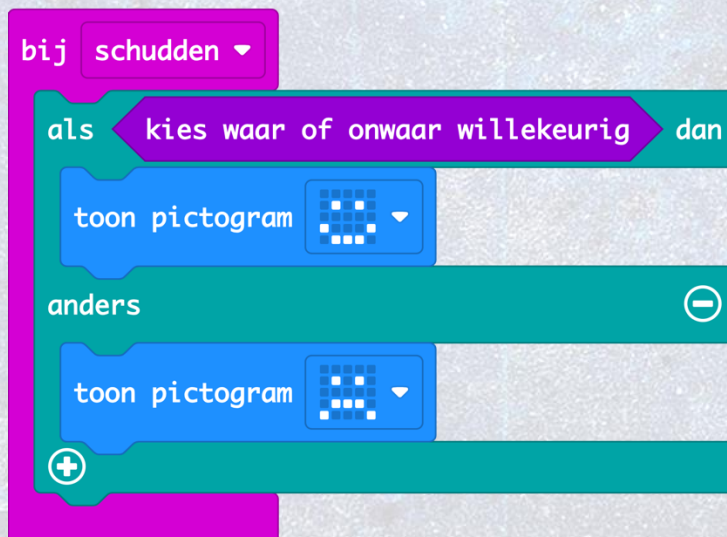 bij schudden
als kies waar of onwaar willekeurig dan
toon pictogram
anders
toon pictogram